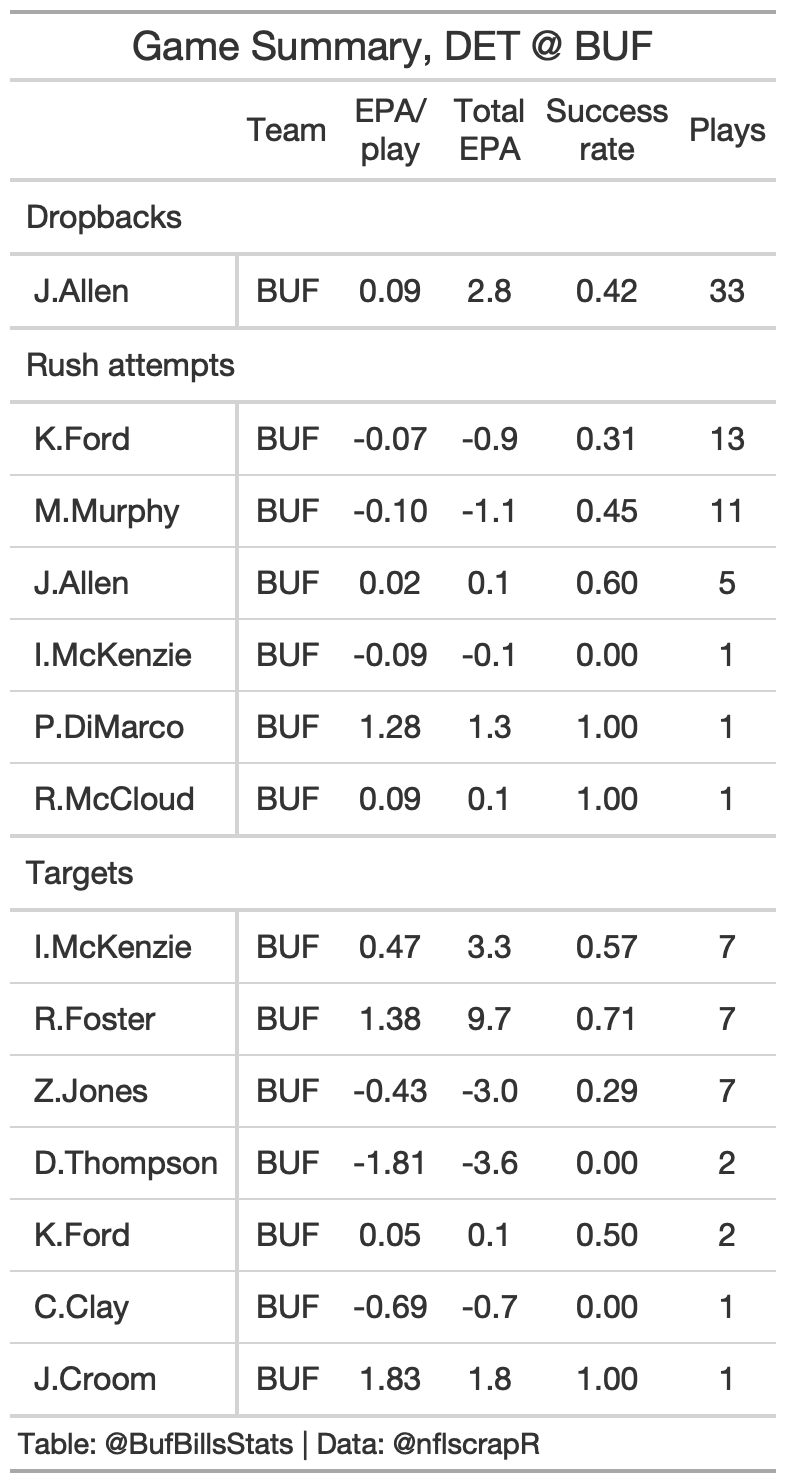 Game Summary, DET @ BUF
Team EPA/ play Total EPA Success rate Plays
Dropbacks
J.Allen BUF 0.09 2.8 0.42 33
Rush attempts
K.Ford BUF -0.07 -0.9 0.31 13
M.Murphy BUF -0.10 -1.1 0.45 11
J.Allen BUF 0.02 0.1 0.60 5
I.McKenzie BUF -0.09 -0.1 0.00 1
P.DiMarco BUF 1.28 1.3 1.00 1
R.McCloud BUF 0.09 0.1 1.00 1
Targets
I.McKenzie BUF 0.47 3.3 0.57 7
R.Foster BUF 1.38 9.7 0.71 7
Z.Jones BUF -0.43 -3.0 0.29 7
D.Thompson BUF -1.81 -3.6 0.00 2
K.Ford BUF 0.05 0.1 0.50 2
C.Clay BUF -0.69 -0.7 0.00 1
J.Croom BUF 1.83 1.8 1.00 1
Table: @BufBillsStats | Data: @nflscrapR